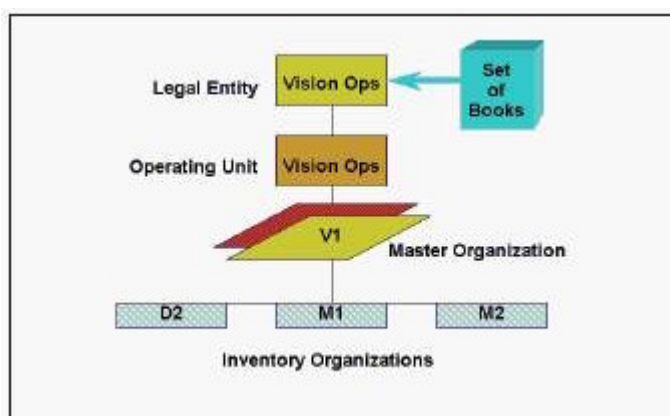 Legal Entity
Vision Ops
Set
of
Books
Operating Unit
Vision Ops
V1
Master Organization
D2
M1
M2
Inventory Organizations